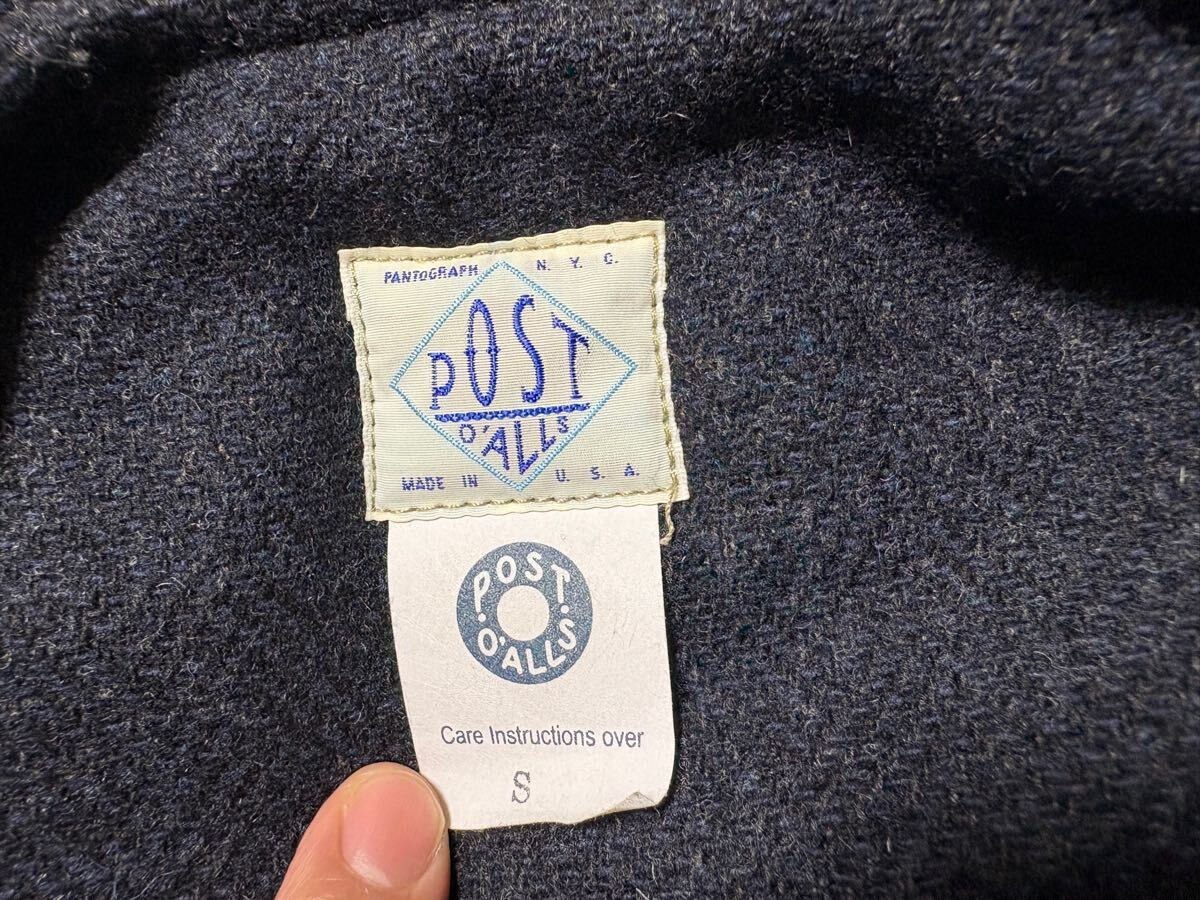 PANTOGRAPH N. Y. C.
POST
O'ALLS
MADE IN U. S. A.
POST
O'ALLS
Care Instructions over
S